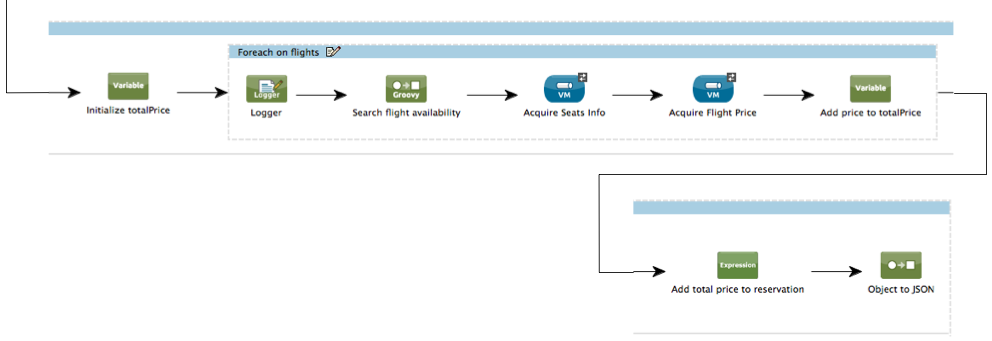 Foreach on flights
Variable
Initialize totalPrice
Logger
Logger
Groovy
Search flight availability
VM
Acquire Seats Info
VM
Acquire Flight Price
Variable
Add price to totalPrice
Expression
Add total price to reservation
Object to JSON